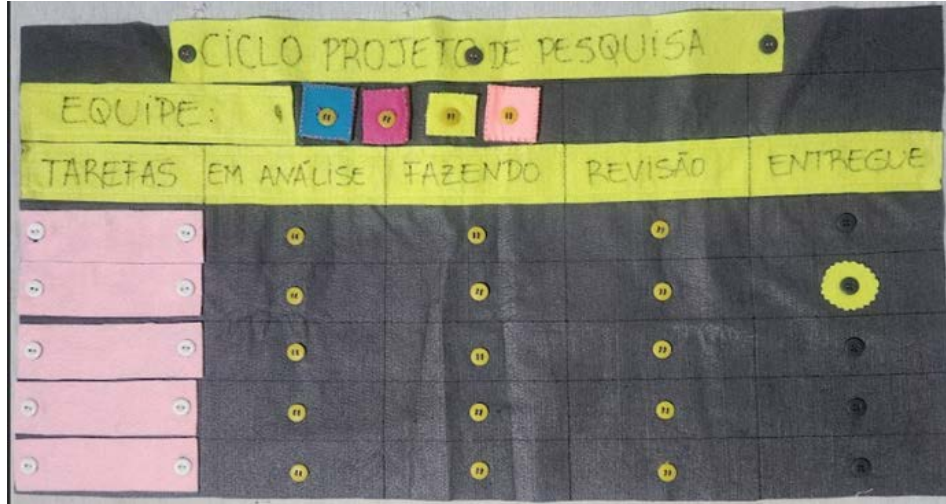 CICLO PROJETO DE PESQUISA
EQUIPE:
TAREFAS EM ANÁLISE FAZENDO REVISÃO ENTREGUE